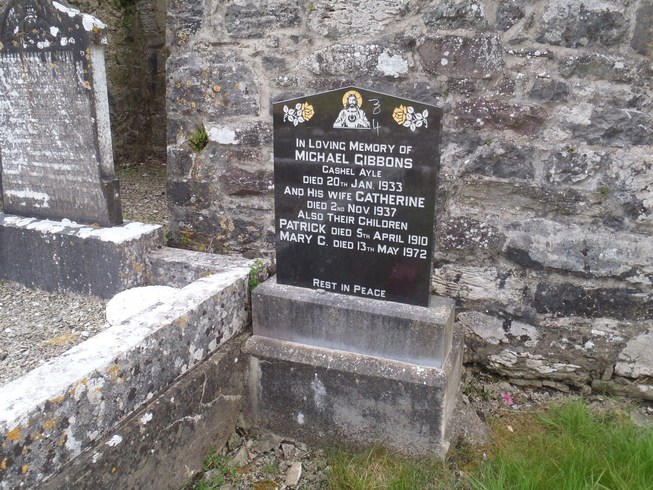 304
In Loving Memory of
Michael Gibbons
Cashel Ayle
Died 20th Jan. 1933
And His Wife Catherine
Died 2nd Nov 1937
Also Their Children
Patrick Died 5th April 1910
Mary C. Died 13th May 1972
Rest in Peace